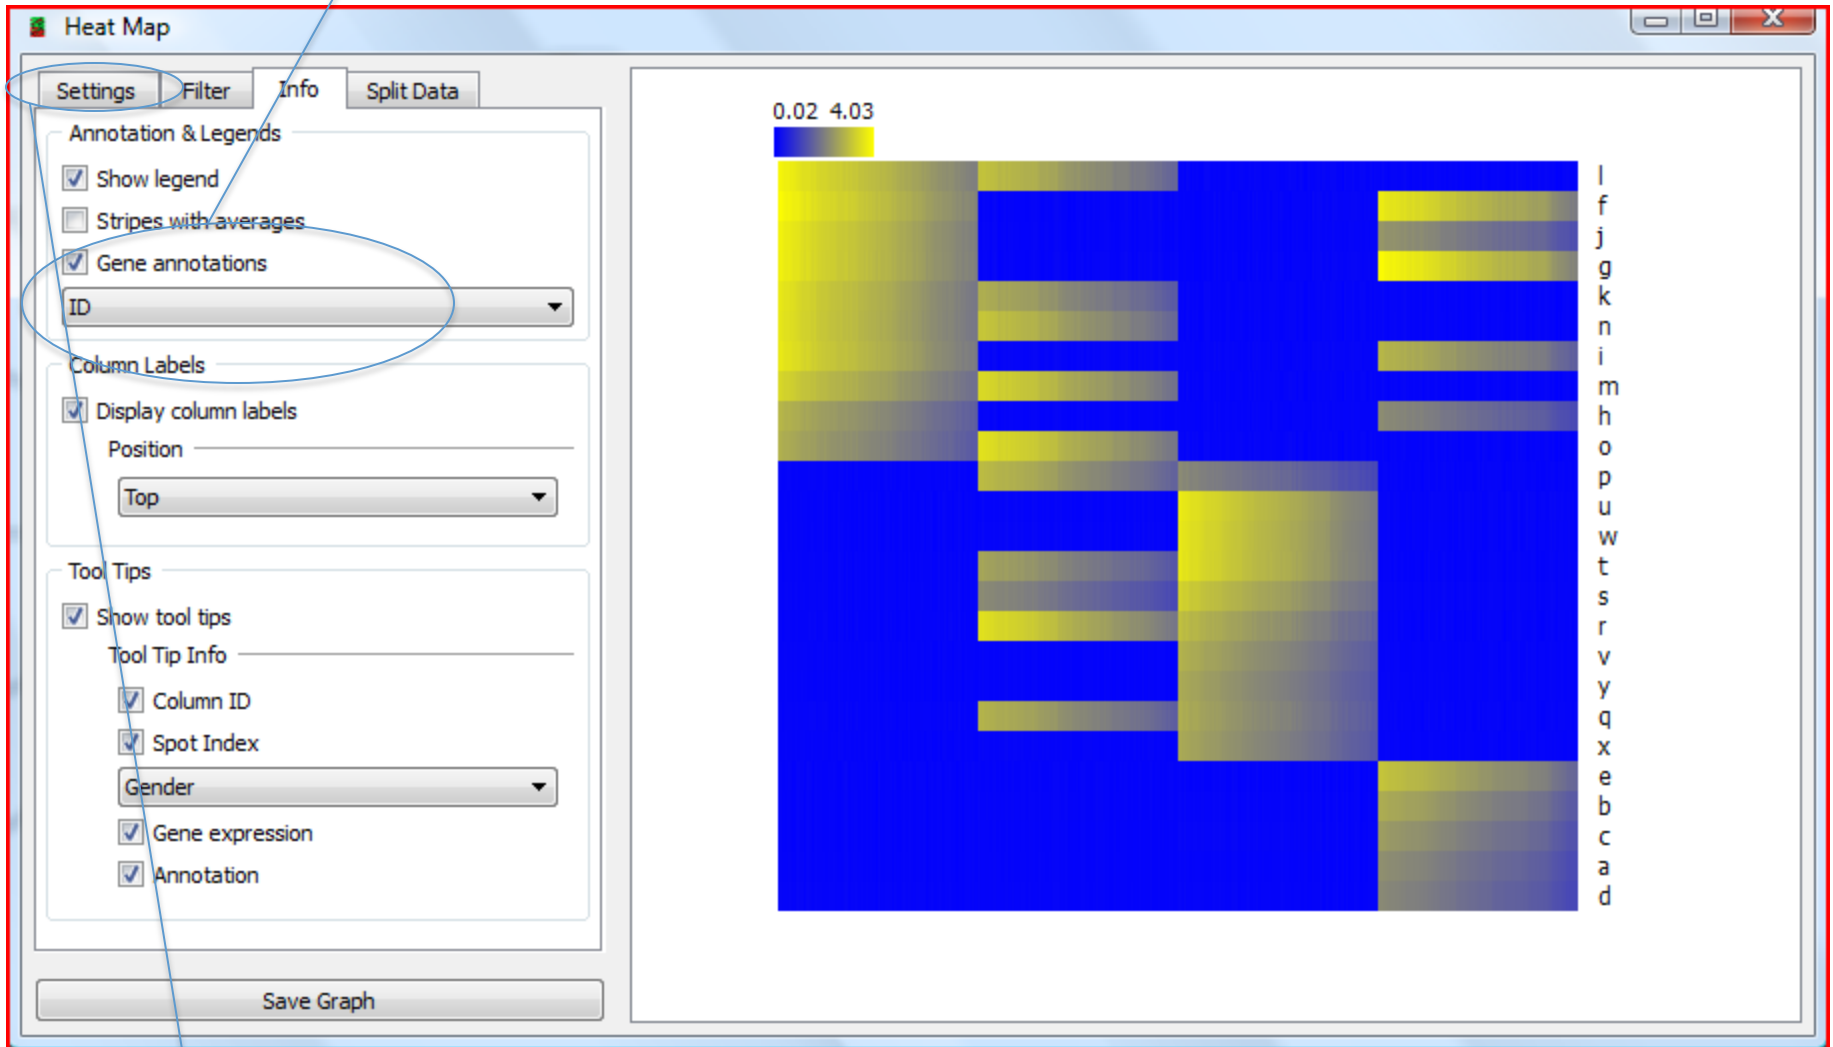 Heat Map
Settings
Filter
Info
Split Data
Annotation & Legends
Show legend
Stripes with averages
Gene annotations
ID
Column Labels
Display column labels
Position
Top
Tool Tips
Show tool tips
Tool Tip Info
Column ID
Spot Index
Gender
Gene expression
Annotation
Save Graph
0.02 4.03
l
f
j
g
k
n
i
m
h
o
p
u
w
t
s
r
v
y
q
x
e
b
c
a
d